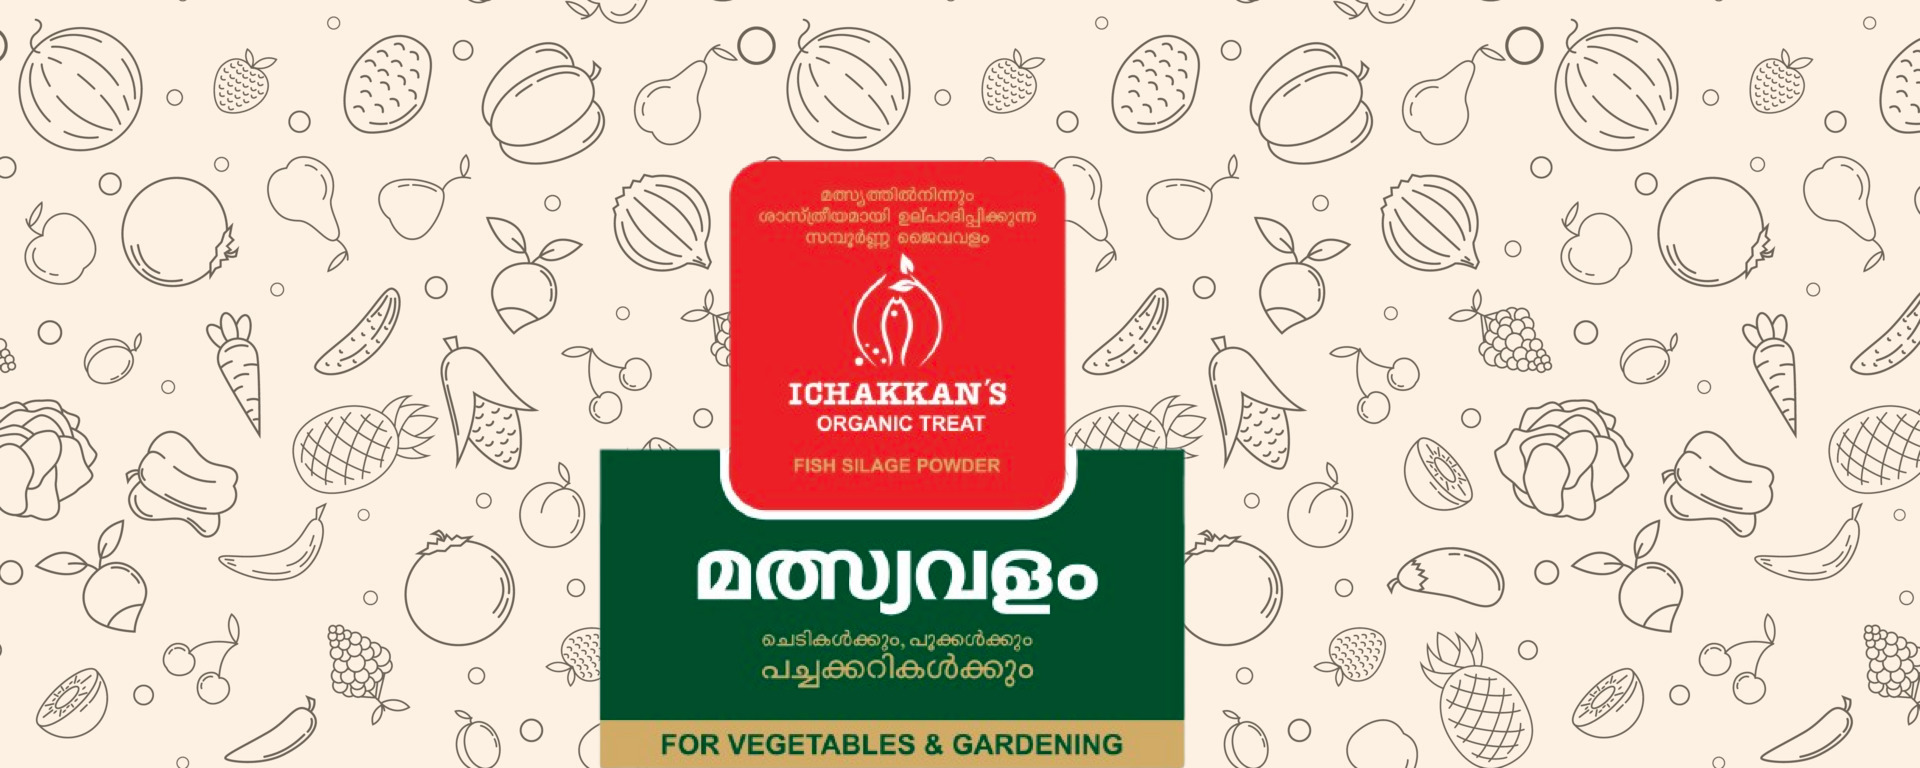 മത്സ്യത്തിൽനിന്നും
ശാസ്ത്രീയമായി ഉല്പാദിപ്പിക്കുന്ന
സമ്പൂർണ്ണ ജൈവവളം
ICHAKKAN'S
ORGANIC TREAT
FISH SILAGE POWDER
മത്സ്യവളം
ചെടികൾക്കും, പൂക്കൾക്കും
പച്ചക്കറികൾക്കും
FOR VEGETABLES & GARDENING